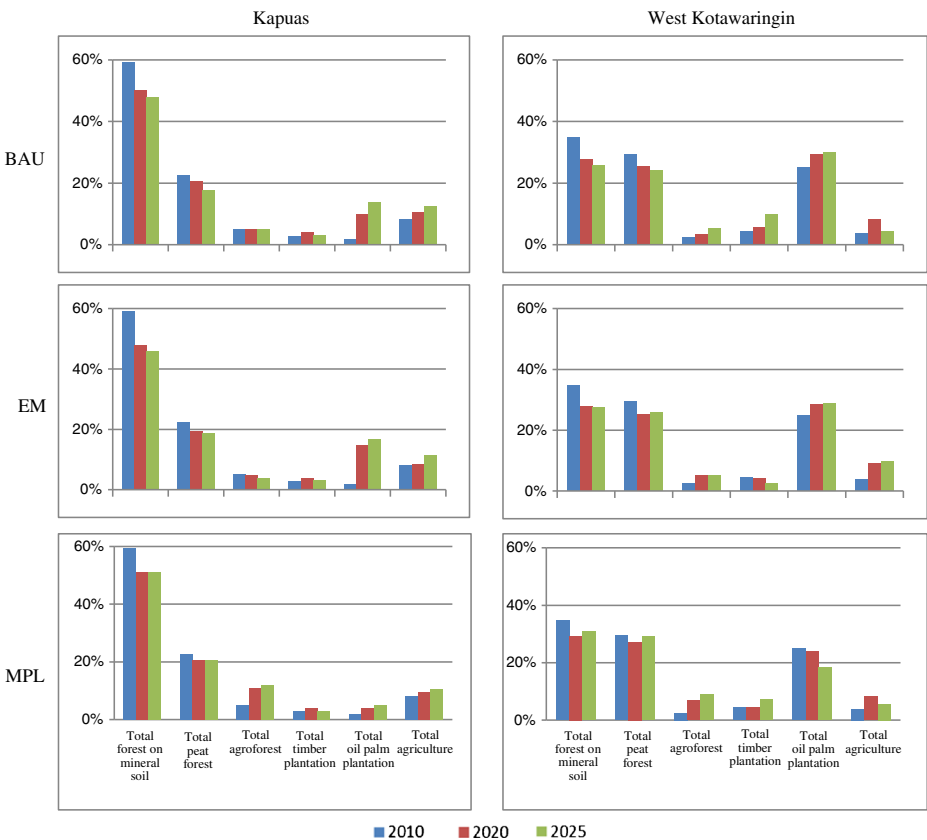 Kapuas
West Kotawaringin
BAU
60%
40%
20%
0%
60%
40%
20%
0%
EM
60%
40%
20%
0%
60%
40%
20%
0%
MPL
60%
40%
20%
0%
Total
forest on
mineral
soil
Total
peat
forest
Total
agroforest
Total
timber
plantation
Total
oil palm
plantation
Total
agriculture
60%
40%
20%
0%
Total
forest on
mineral
soil
Total
peat
forest
Total
agroforest
Total
timber
plantation
Total
oil palm
plantation
Total
agriculture
2010 2020 2025